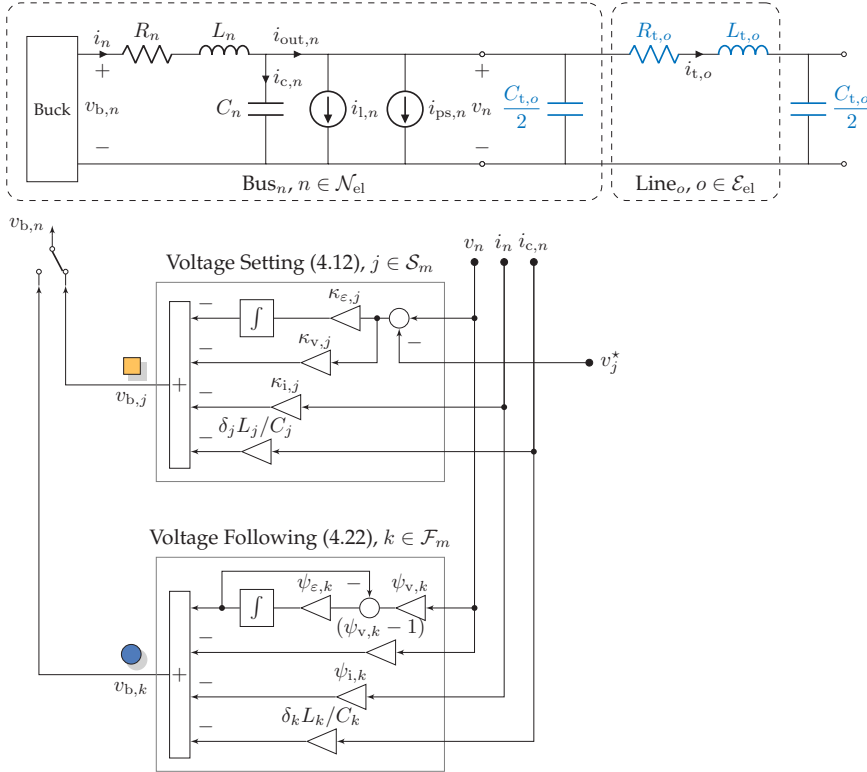 Buck
i_n
R_n
L_n
i_out,n
+
v_b,n
−
i_c,n
C_n
i_l,n
i_ps,n
+
v_n
−
C_t,o
2
R_t,o
i_t,o
L_t,o
C_t,o
2
Bus_n, n ∈ 𝒩_el
Line_o, o ∈ ℰ_el
v_b,n
Voltage Setting (4.12), j ∈ 𝒮_m
v_n i_n i_c,n
−
∫
κ_ε,j
−
v_j^⋆
−
κ_v,j
+
v_b,j
−
κ_i,j
−
δ_j L_j/C_j
Voltage Following (4.22), k ∈ ℱ_m
∫
ψ_ε,k
−
ψ_v,k
−
(ψ_v,k − 1)
+
v_b,k
−
ψ_i,k
−
δ_k L_k/C_k